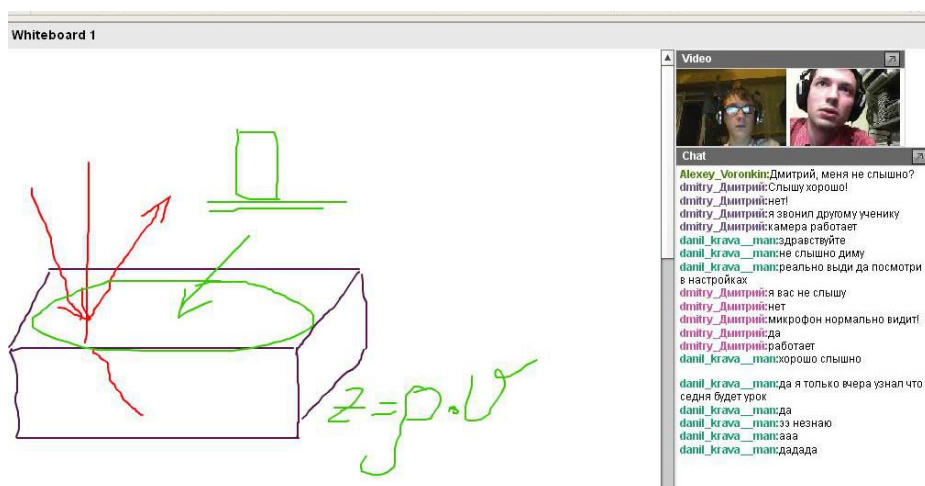 Whiteboard 1
Video
Chat
Alexey_Voronkin:Дмитрий, меня не слышно?
dmitry_Дмитрий:Слышу хорошо!
dmitry_Дмитрий:нет!
dmitry_Дмитрий:я звонил другому ученику
dmitry_Дмитрий:камера работает
danil_krava__man:здравствуйте
danil_krava__man:не слышно диму
danil_krava__man:реально выди да посмотри
в настройках
dmitry_Дмитрий:я вас не слышу
dmitry_Дмитрий:нет
dmitry_Дмитрий:микрофон нормально видит!
dmitry_Дмитрий:да
dmitry_Дмитрий:работает
danil_krava__man:хорошо слышно
danil_krava__man:да я только вчера узнал что
седня будет урок
danil_krava__man:да
danil_krava__man:ээ незнаю
danil_krava__man:ааа
danil_krava__man:дадада
z=ρ·υ